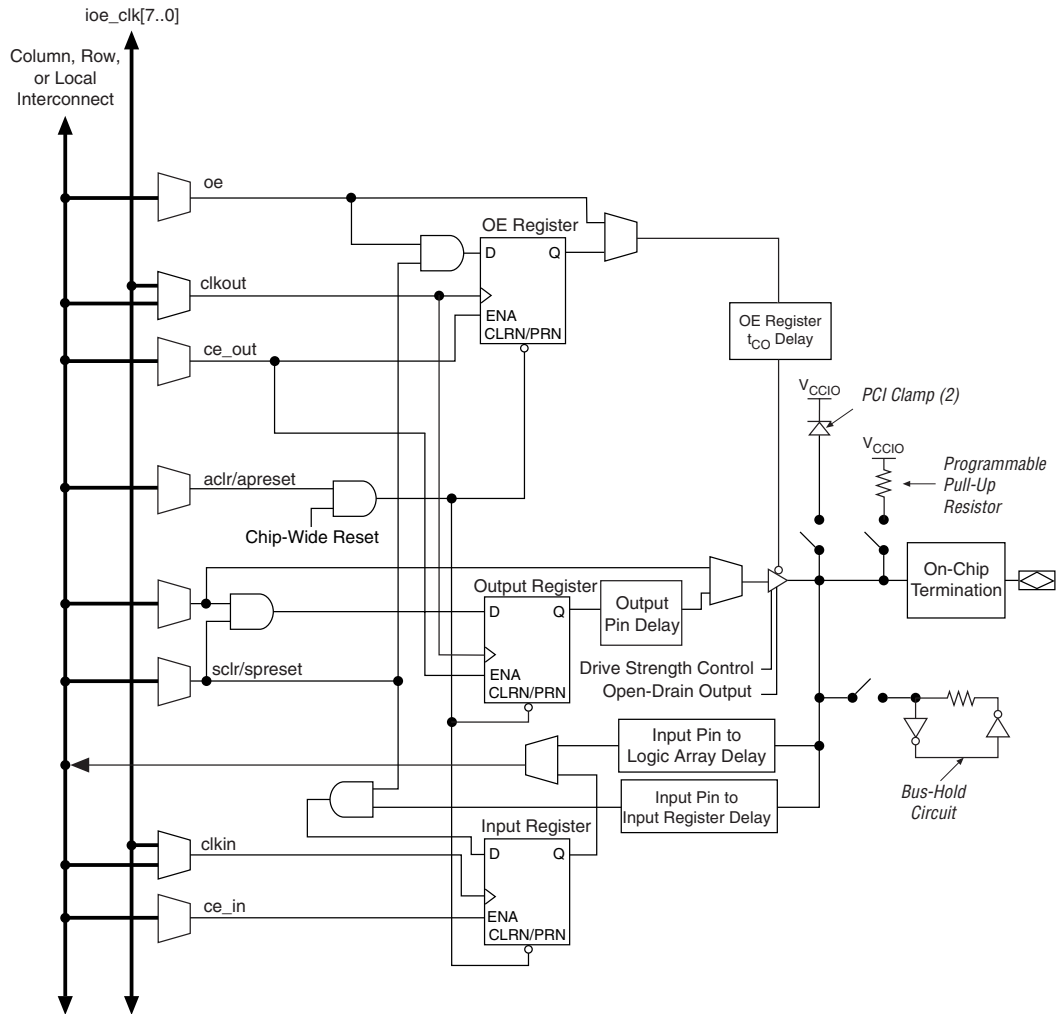 ioe_clk[7..0]
Column, Row,
or Local
Interconnect
oe
OE Register
D
Q
clkout
ENA
CLRN/PRN
OE Register
tCO Delay
ce_out
VCCIO
PCI Clamp (2)
VCCIO
Programmable
Pull-Up
Resistor
aclr/apreset
Chip-Wide Reset
On-Chip
Termination
Output Register
D
Q
Output
Pin Delay
ENA
CLRN/PRN
Drive Strength Control
Open-Drain Output
sclr/spreset
Input Pin to
Logic Array Delay
Input Pin to
Input Register Delay
Bus-Hold
Circuit
Input Register
clkin
D
Q
ce_in
ENA
CLRN/PRN